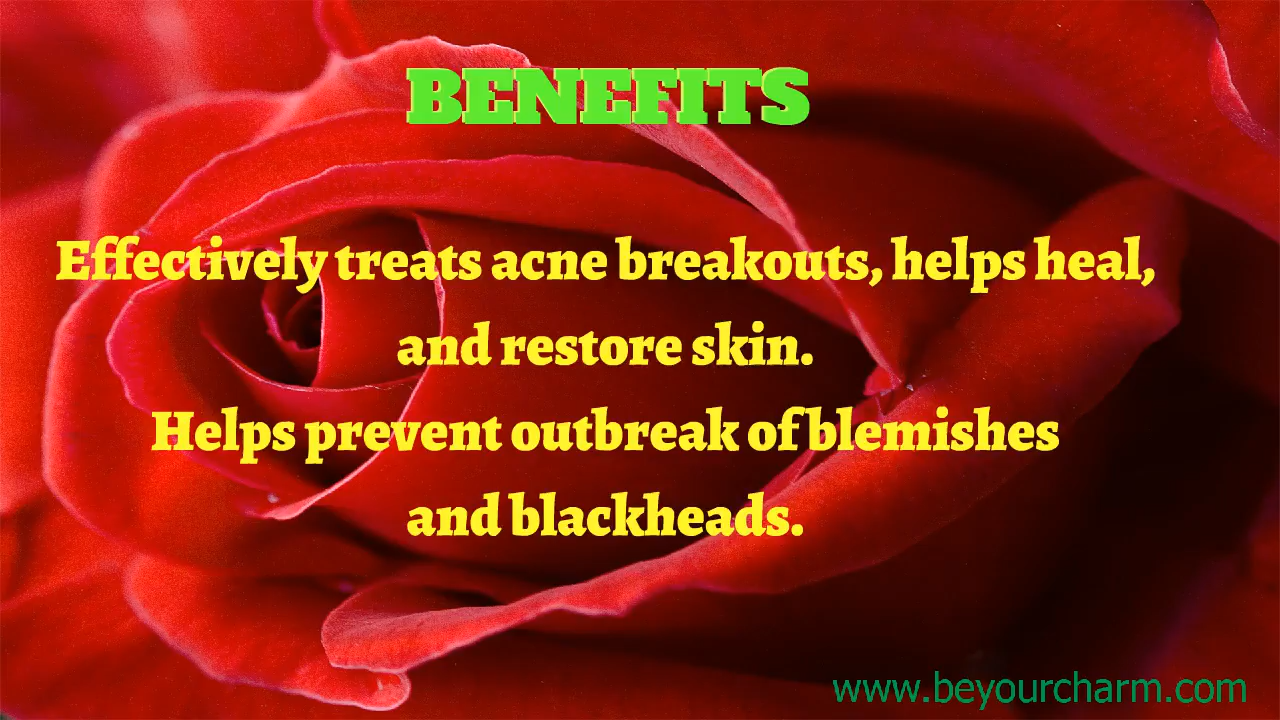 BENEFITS
Effectively treats acne breakouts, helps heal,
and restore skin.
Helps prevent outbreak of blemishes
and blackheads.
www.beyourcharm.com